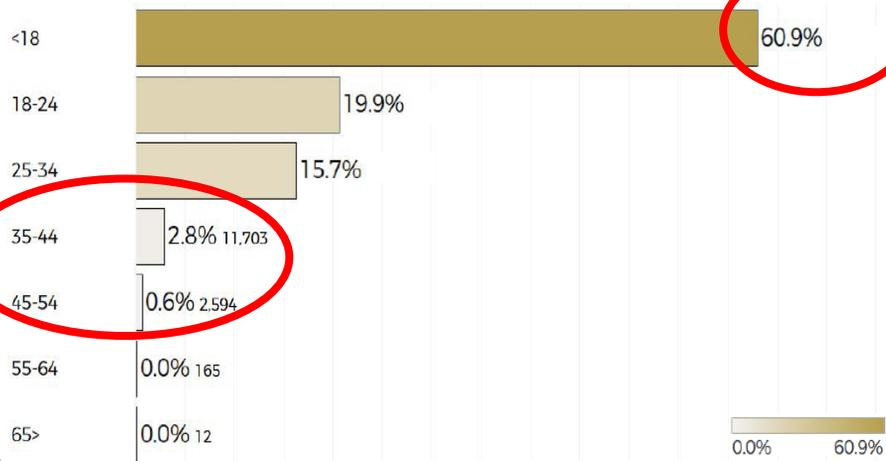 <18 60.9%
18-24 19.9%
25-34 15.7%
35-44 2.8% 11,703
45-54 0.6% 2,594
55-64 0.0% 165
65> 0.0% 12
0.0% 60.9%